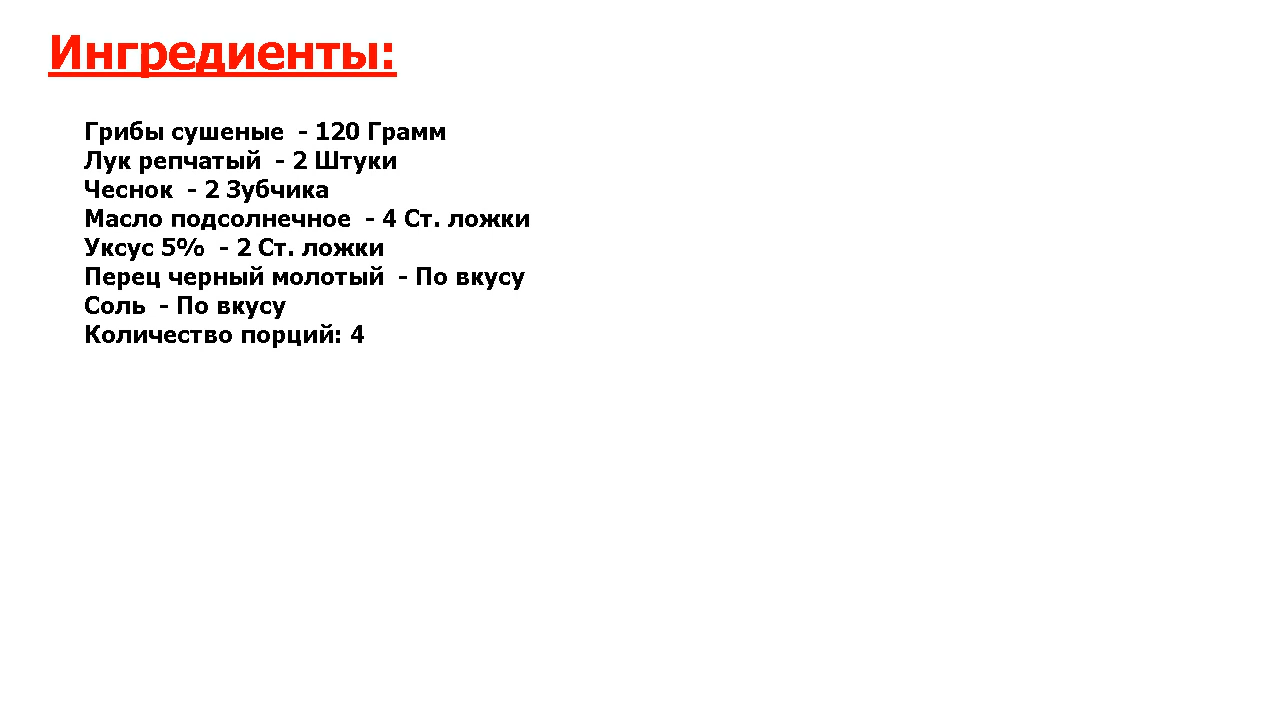 Ингредиенты:
Грибы сушеные  - 120 Грамм
Лук репчатый  - 2 Штуки
Чеснок  - 2 Зубчика
Масло подсолнечное  - 4 Ст. ложки
Уксус 5%  - 2 Ст. ложки
Перец черный молотый  - По вкусу
Соль  - По вкусу
Количество порций: 4